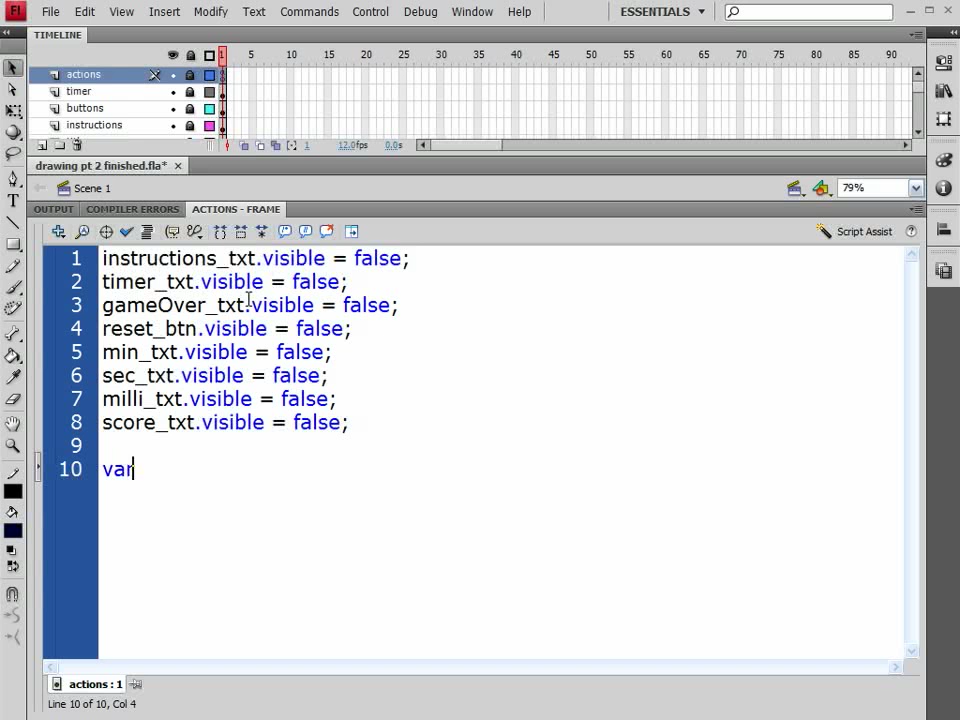 Fl File Edit View Insert Modify Text Commands Control Debug Window Help ESSENTIALS
TIMELINE
1 5 10 15 20 25 30 35 40 45 50 55 60 65 70 75 80 85 90
actions
timer
buttons
instructions
1 12.0fps 0.0s
drawing pt 2 finished.fla*
Scene 1 79%
OUTPUT COMPILER ERRORS ACTIONS - FRAME
Script Assist
1 instructions_txt.visible = false;
2 timer_txt.visible = false;
3 gameOver_txt.visible = false;
4 reset_btn.visible = false;
5 min_txt.visible = false;
6 sec_txt.visible = false;
7 milli_txt.visible = false;
8 score_txt.visible = false;
9
10 var
actions : 1
Line 10 of 10, Col 4